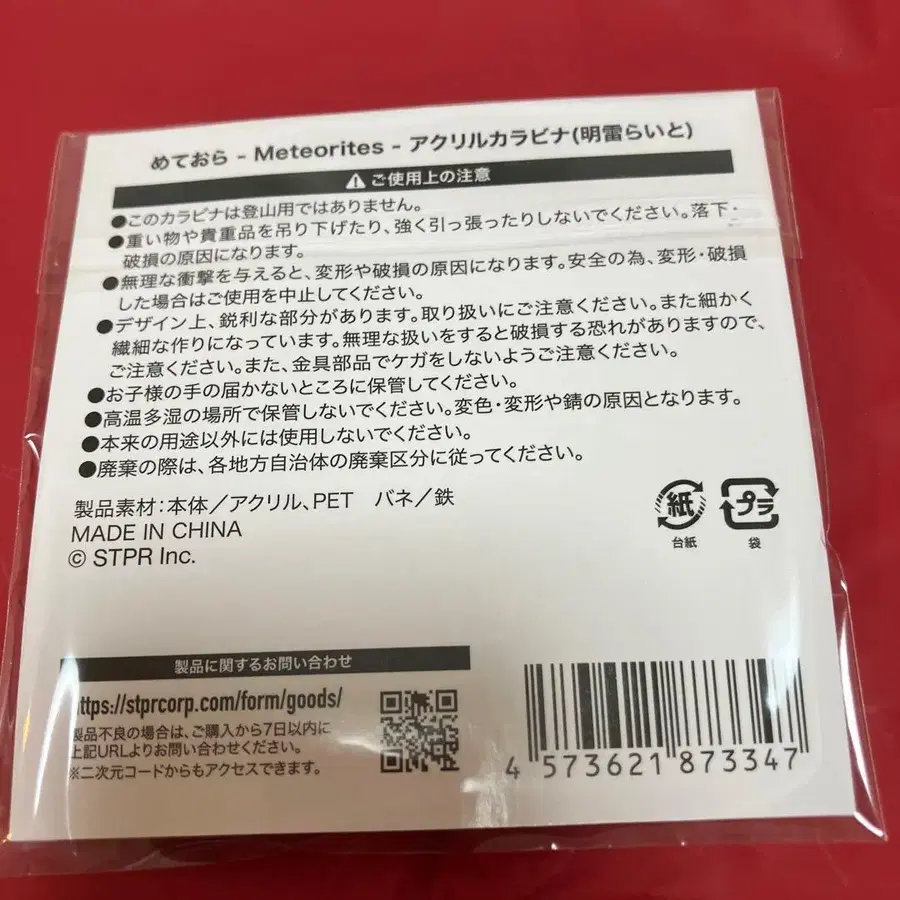 めておら - Meteorites - アクリルカラビナ(明雷らいと)
ご使用上の注意
●このカラビナは登山用ではありません。
●重い物や貴重品を吊り下げたり、強く引っ張ったりしないでください。落下・
破損の原因になります。
●無理な衝撃を与えると、変形や破損の原因になります。安全の為、変形・破損
した場合はご使用を中止してください。
●デザイン上、鋭利な部分があります。取り扱いにご注意ください。また細かく
繊細な作りになっています。無理な扱いをすると破損する恐れがありますので、
ご注意ください。また、金具部品でケガをしないようご注意ください。
●お子様の手の届かないところに保管してください。
●高温多湿の場所で保管しないでください。変色・変形や錆の原因となります。
●本来の用途以外には使用しないでください。
●廃棄の際は、各地方自治体の廃棄区分に従ってください。
製品素材:本体/アクリル、PET バネ/鉄
MADE IN CHINA
© STPR Inc.
紙
台紙
プラ
袋
製品に関するお問い合わせ
https://stprcorp.com/form/goods/
製品不良の場合は、ご購入から7日以内に
上記URLよりお問い合わせください。
※二次元コードからもアクセスできます。
4 573621 873347